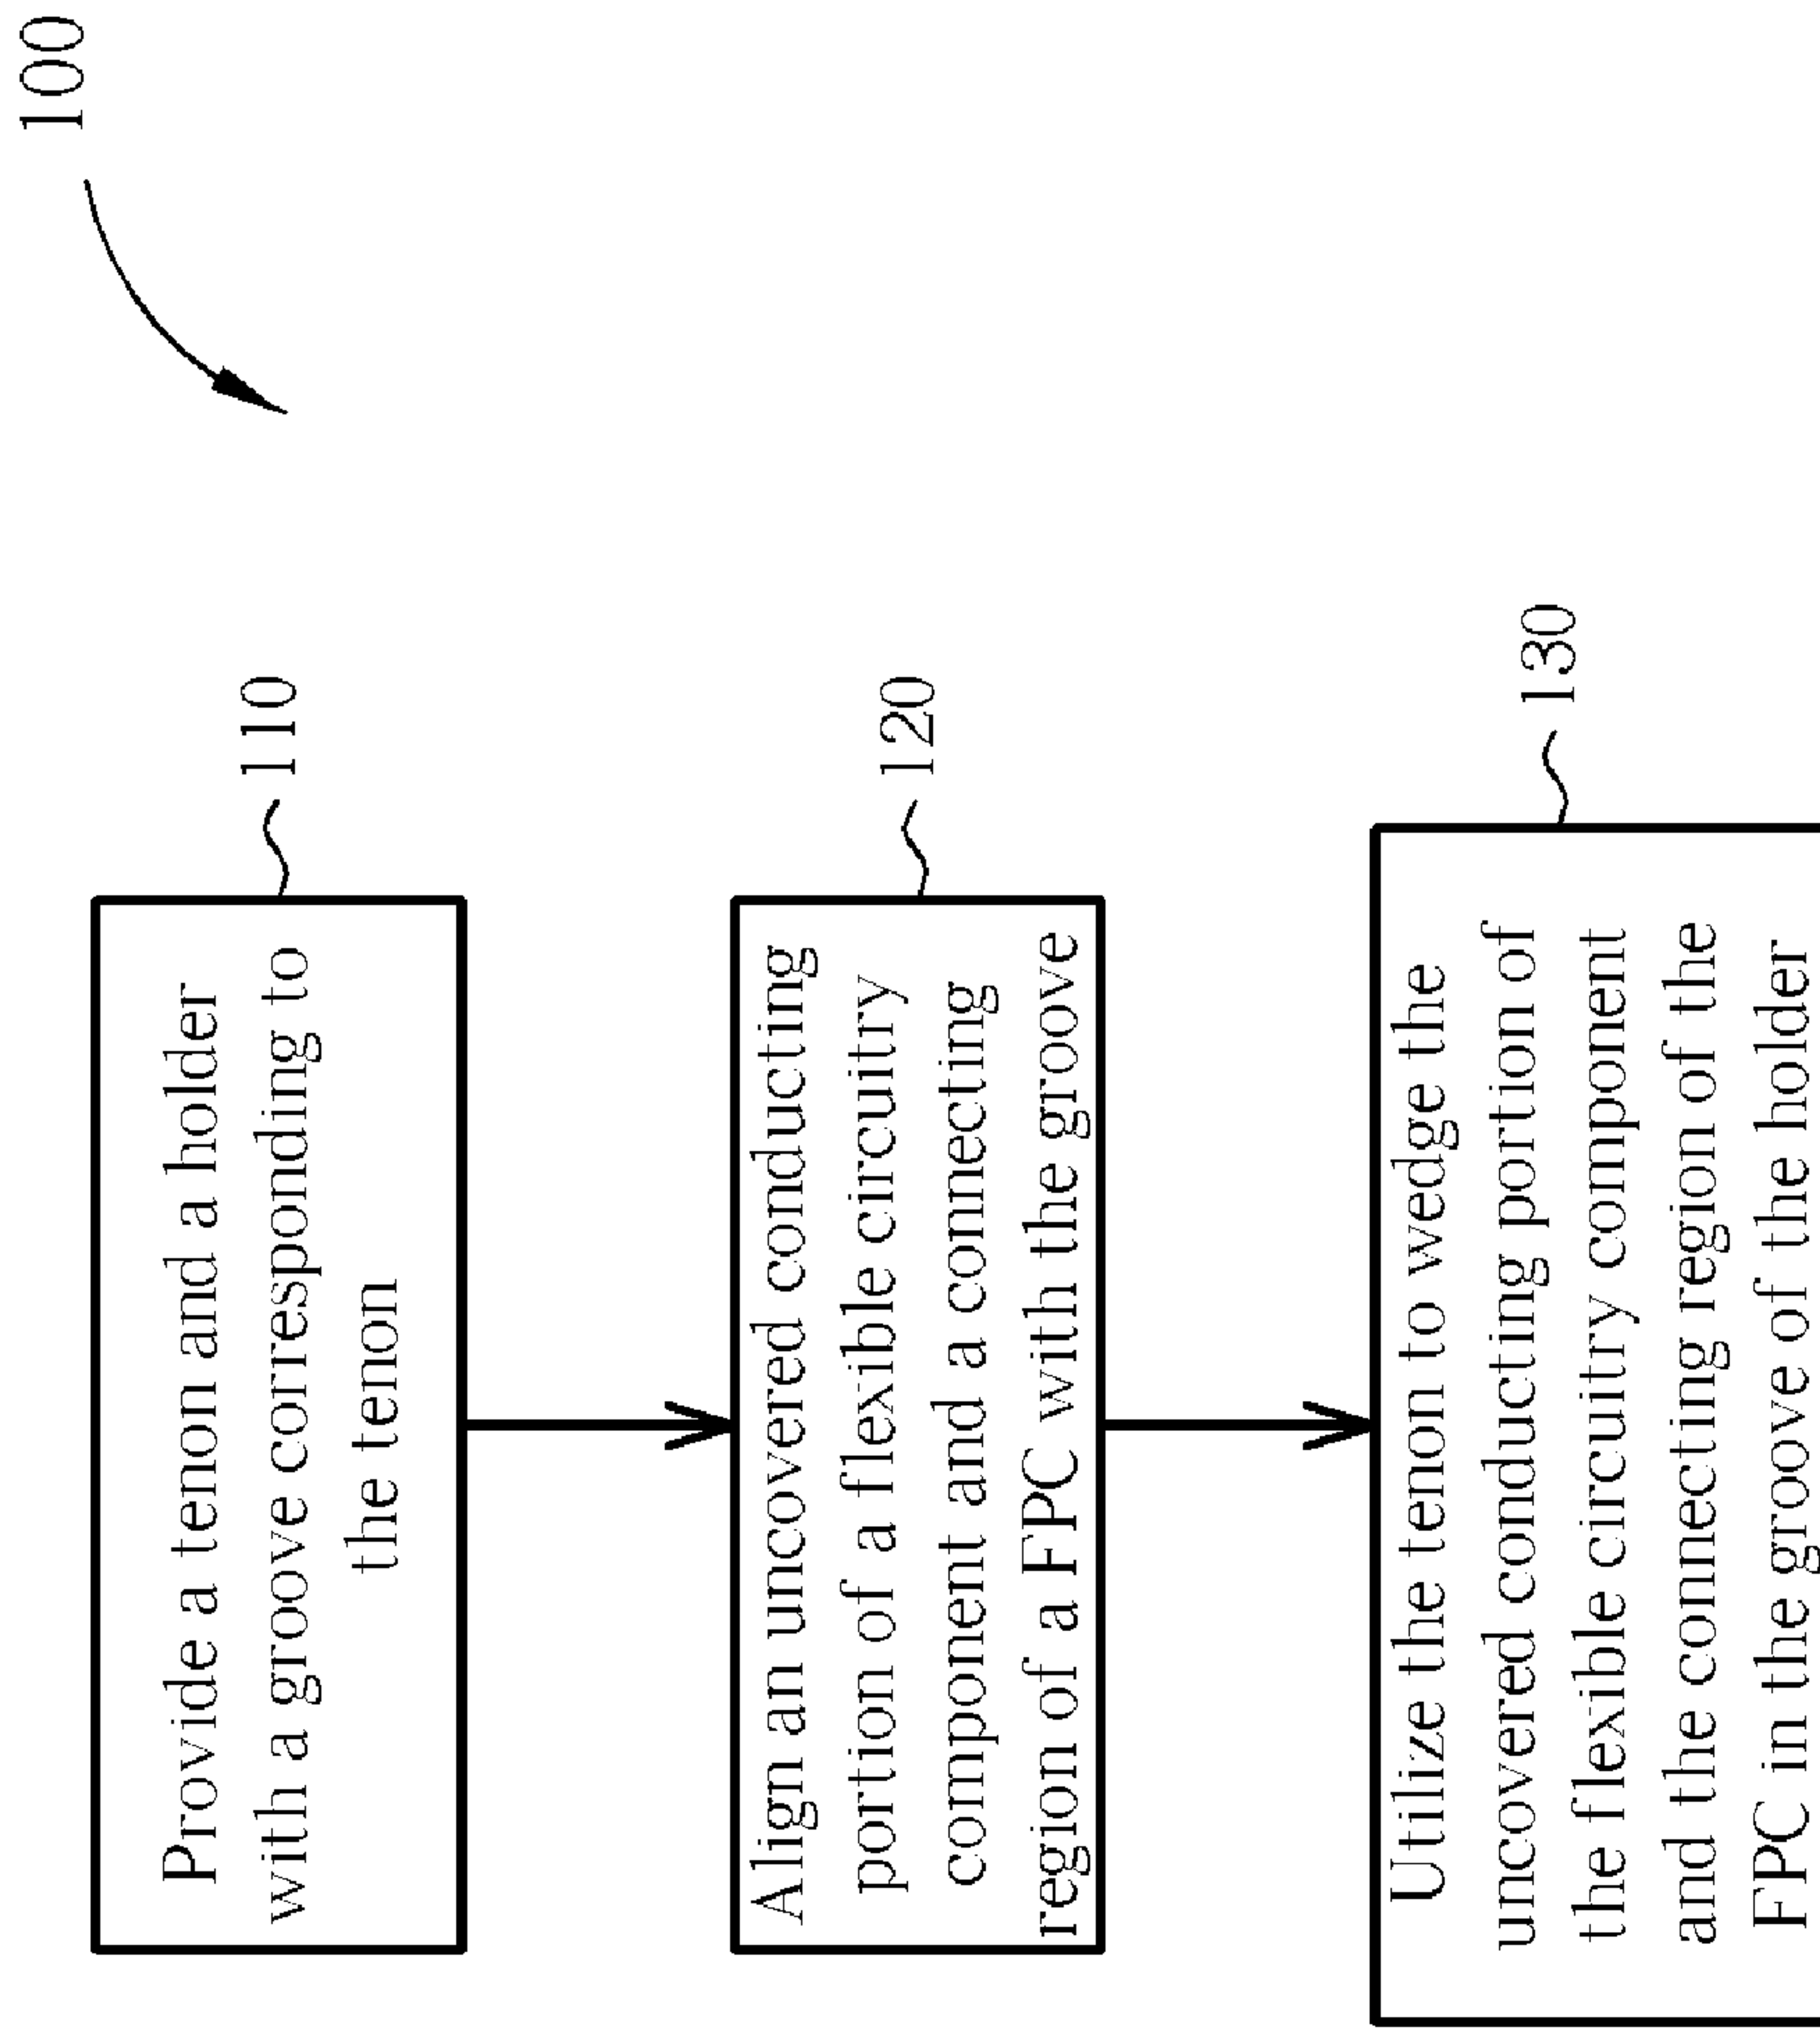 100
110
Provide a tenon and a holder
with a groove corresponding to
the tenon
120
Align an uncovered conducting
portion of a flexible circuitry
component and a connecting
region of a FPC with the groove
130
Utilize the tenon to wedge the
uncovered conducting portion of
the flexible circuitry component
and the connecting region of the
FPC in the groove of the holder